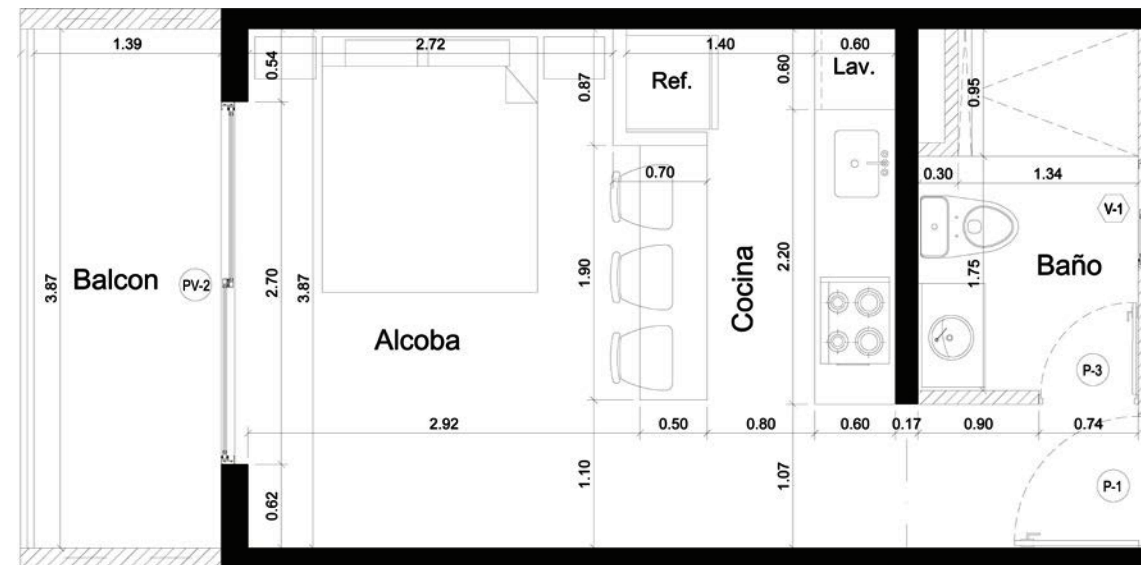 1.39
2.72
1.40
0.60
0.54
0.87
Ref.
0.60
Lav.
0.95
0.70
0.30
1.34
V-1
3.87
Balcon
PV-2
2.70
3.87
1.90
Cocina
2.20
1.75
Baño
Alcoba
P-3
2.92
0.50
0.80
0.60
0.17
0.90
0.74
0.62
1.10
1.07
P-1